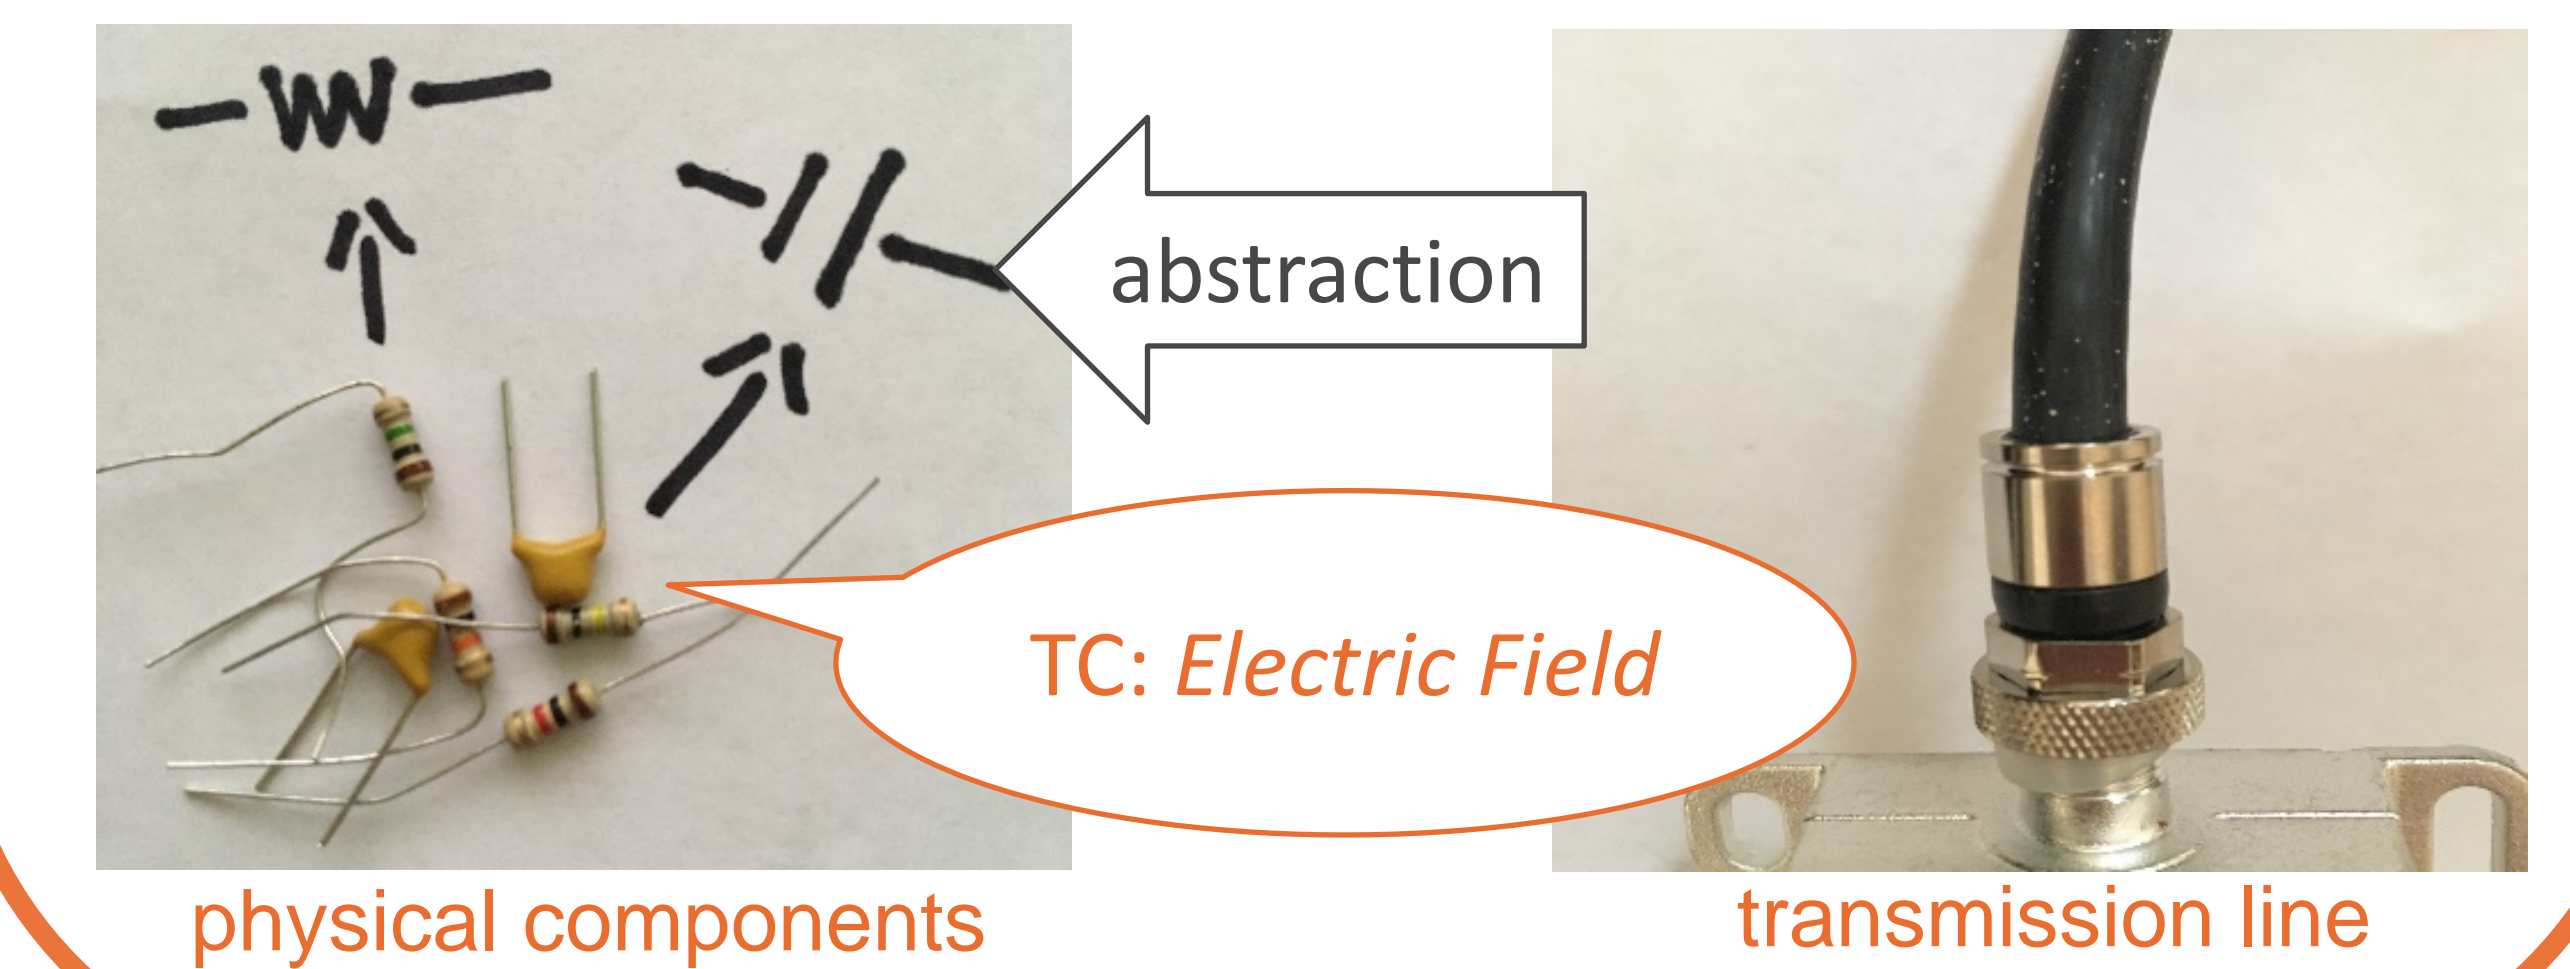 abstraction
TC: Electric Field
physical components
transmission line